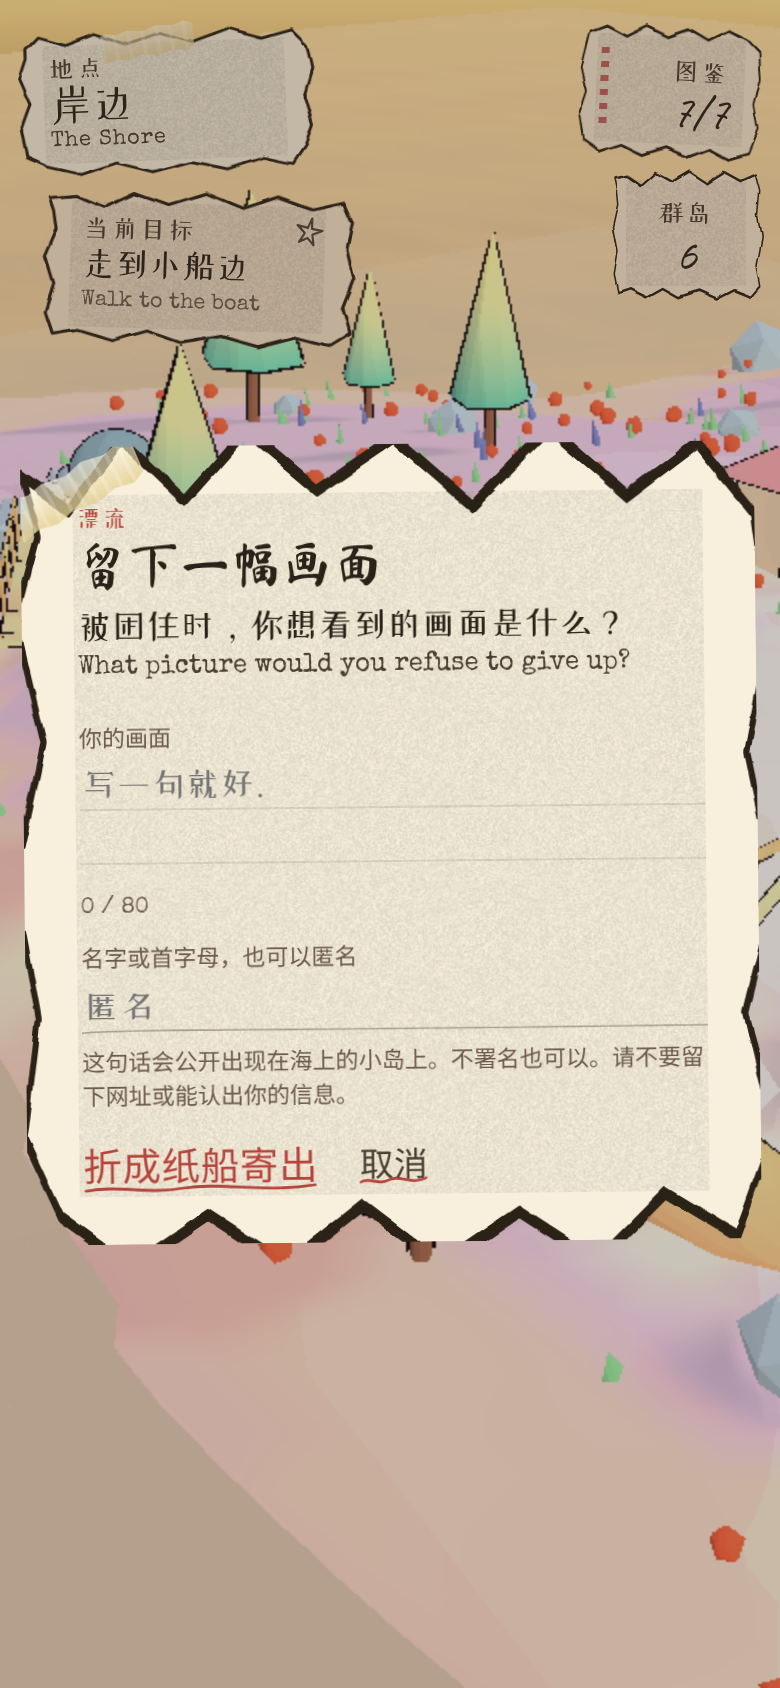 地点
岸边
The Shore
图鉴
7/7
当前目标
走到小船边
Walk to the boat
群岛
6
漂流
留下一幅画面
被困住时，你想看到的画面是什么？
What picture would you refuse to give up?
你的画面
写一句就好.
0 / 80
名字或首字母，也可以匿名
匿名
这句话会公开出现在海上的小岛上。不署名也可以。请不要留
下网址或能认出你的信息。
折成纸船寄出 取消